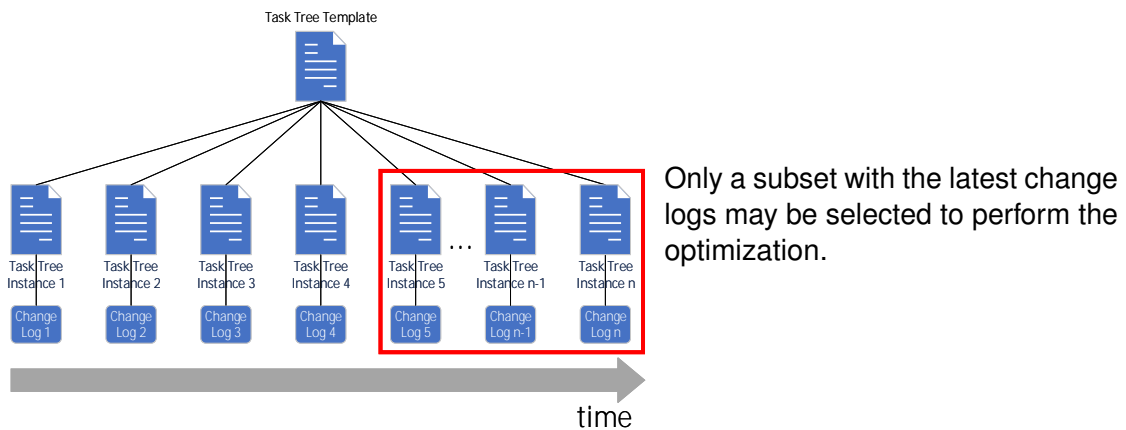 Task Tree Template
Only a subset with the latest change
logs may be selected to perform the
optimization.
...
Task Tree
Instance 1
Task Tree
Instance 2
Task Tree
Instance 3
Task Tree
Instance 4
Task Tree
Instance 5
Task Tree
Instance n-1
Task Tree
Instance n
Change
Log 1
Change
Log 2
Change
Log 3
Change
Log 4
Change
Log 5
Change
Log n-1
Change
Log n
time